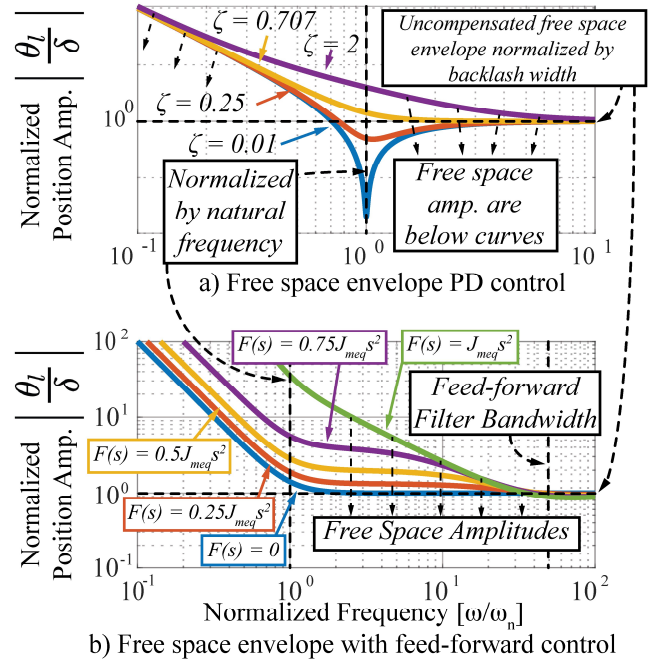 Normalized
Position Amp.
|θ_l/δ|
ζ = 0.707
ζ = 2
ζ = 0.25
ζ = 0.01
Uncompensated free space
envelope normalized by
backlash width
10^0
Normalized
by natural
frequency
Free space
amp. are
below curves
10^-1
10^0
10^1
a) Free space envelope PD control
Normalized
Position Amp.
|θ_l/δ|
10^2
10^1
10^0
10^-1
F(s) = 0.75J_meq s^2
F(s) = J_meq s^2
Feed-forward
Filter Bandwidth
F(s) = 0.5J_meq s^2
F(s) = 0.25J_meq s^2
F(s) = 0
Free Space Amplitudes
10^-1
10^0
10^1
10^2
Normalized Frequency [ω/ω_n]
b) Free space envelope with feed-forward control